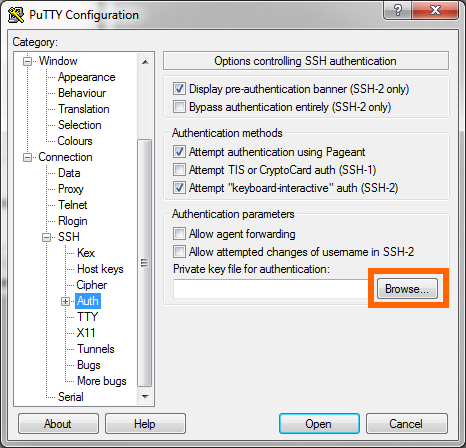 PuTTY Configuration
?
Category:
Window
Appearance
Behaviour
Translation
Selection
Colours
Connection
Data
Proxy
Telnet
Rlogin
SSH
Kex
Host keys
Cipher
Auth
TTY
X11
Tunnels
Bugs
More bugs
Serial
Options controlling SSH authentication
Display pre-authentication banner (SSH-2 only)
Bypass authentication entirely (SSH-2 only)
Authentication methods
Attempt authentication using Pageant
Attempt TIS or CryptoCard auth (SSH-1)
Attempt "keyboard-interactive" auth (SSH-2)
Authentication parameters
Allow agent forwarding
Allow attempted changes of username in SSH-2
Private key file for authentication:
Browse...
About
Help
Open
Cancel